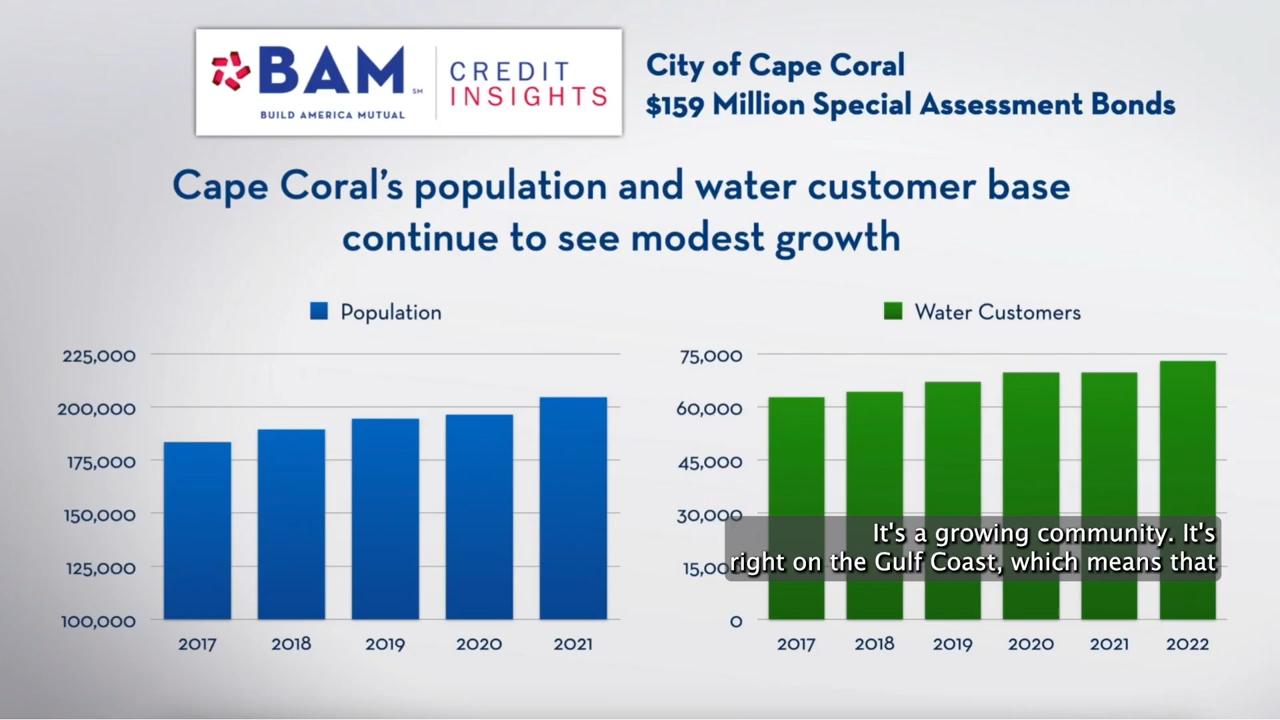 BAM
SM
BUILD AMERICA MUTUAL
CREDIT
INSIGHTS
City of Cape Coral
$159 Million Special Assessment Bonds
Cape Coral's population and water customer base
continue to see modest growth
Population
225,000
200,000
175,000
150,000
125,000
100,000
2017 2018 2019 2020 2021
Water Customers
75,000
60,000
45,000
30,000
15,00
0
2017 2018 2019 2020 2021 2022
It's a growing community. It's
right on the Gulf Coast, which means that